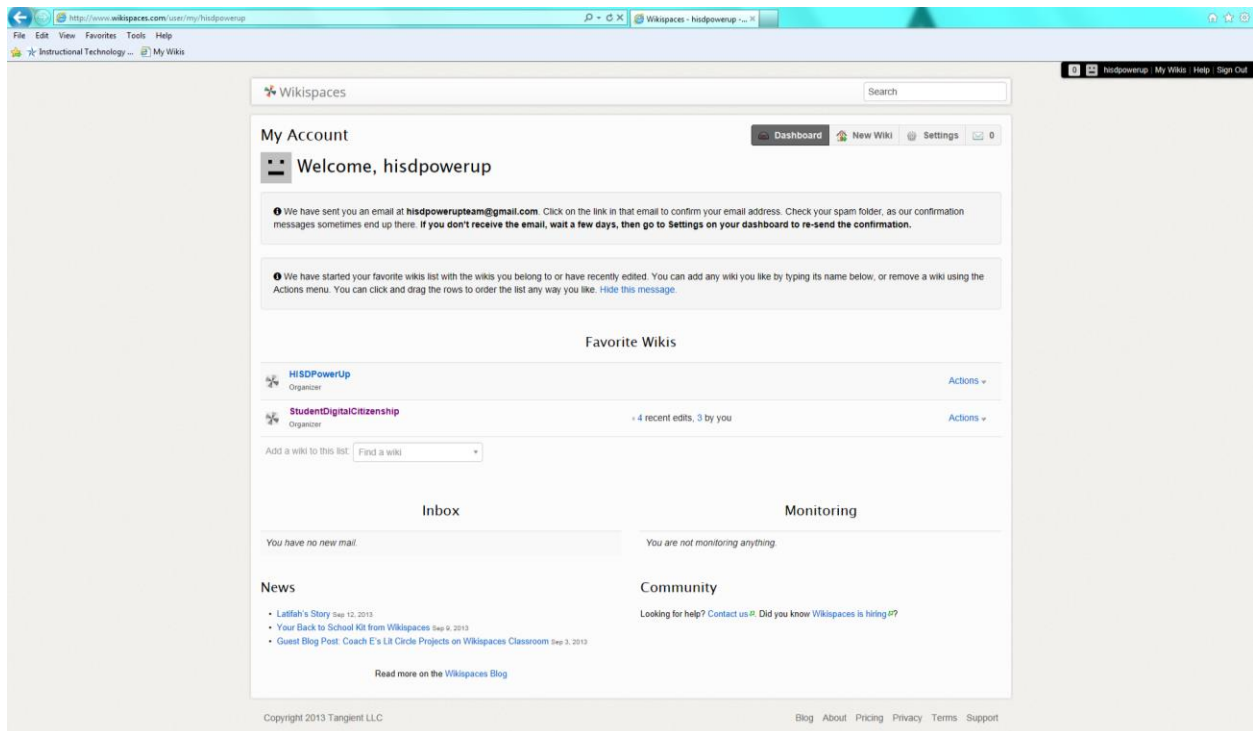 http://www.wikispaces.com/user/my/hisdpowerup
Wikispaces - hisdpowerup -...
File Edit View Favorites Tools Help
Instructional Technology ... My Wikis
0 hisdpowerup | My Wikis | Help | Sign Out
Wikispaces
Search
My Account
Dashboard New Wiki Settings 0
Welcome, hisdpowerup
We have sent you an email at hisdpowerupteam@gmail.com. Click on the link in that email to confirm your email address. Check your spam folder, as our confirmation
messages sometimes end up there. If you don't receive the email, wait a few days, then go to Settings on your dashboard to re-send the confirmation.
We have started your favorite wikis list with the wikis you belong to or have recently edited. You can add any wiki you like by typing its name below, or remove a wiki using the
Actions menu. You can click and drag the rows to order the list any way you like. Hide this message.
Favorite Wikis
HISDPowerUp
Organizer
Actions
StudentDigitalCitizenship
Organizer
4 recent edits, 3 by you
Actions
Add a wiki to this list: Find a wiki
Inbox
You have no new mail.
Monitoring
You are not monitoring anything.
News
Latifah's Story Sep 12, 2013
Your Back to School Kit from Wikispaces Sep 9, 2013
Guest Blog Post: Coach E's Lit Circle Projects on Wikispaces Classroom Sep 3, 2013
Read more on the Wikispaces Blog
Community
Looking for help? Contact us. Did you know Wikispaces is hiring?
Copyright 2013 Tangient LLC
Blog About Pricing Privacy Terms Support